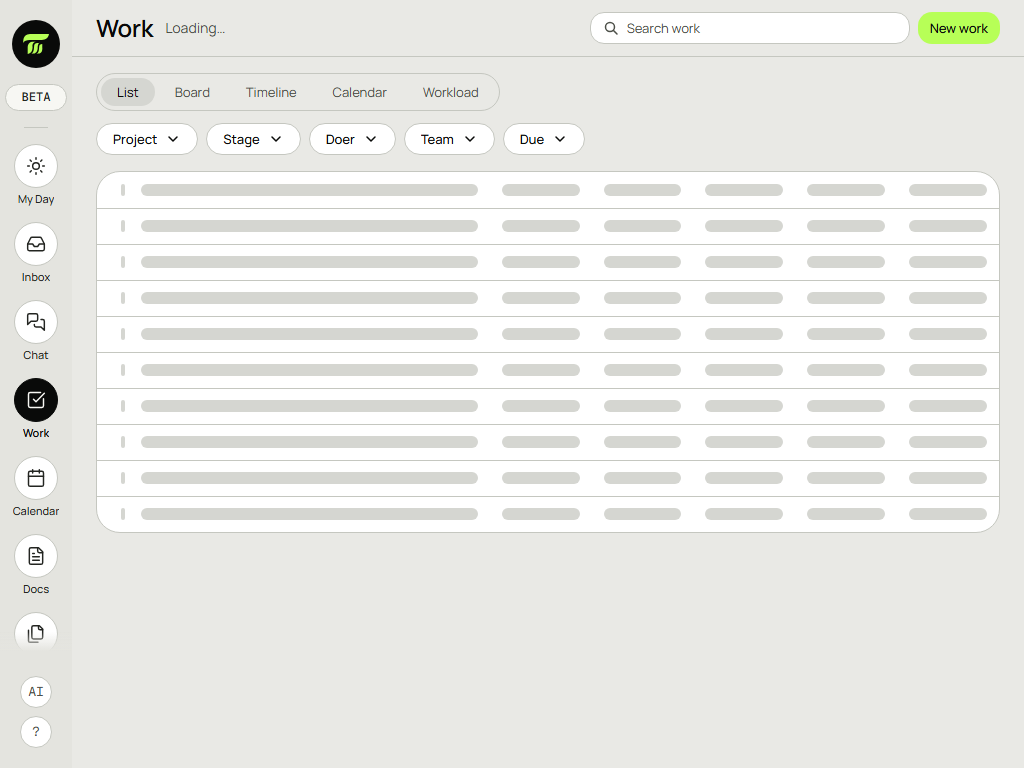 Work Loading...
Search work
New work
BETA
List Board Timeline Calendar Workload
Project Stage Doer Team Due
My Day
Inbox
Chat
Work
Calendar
Docs
AI
?